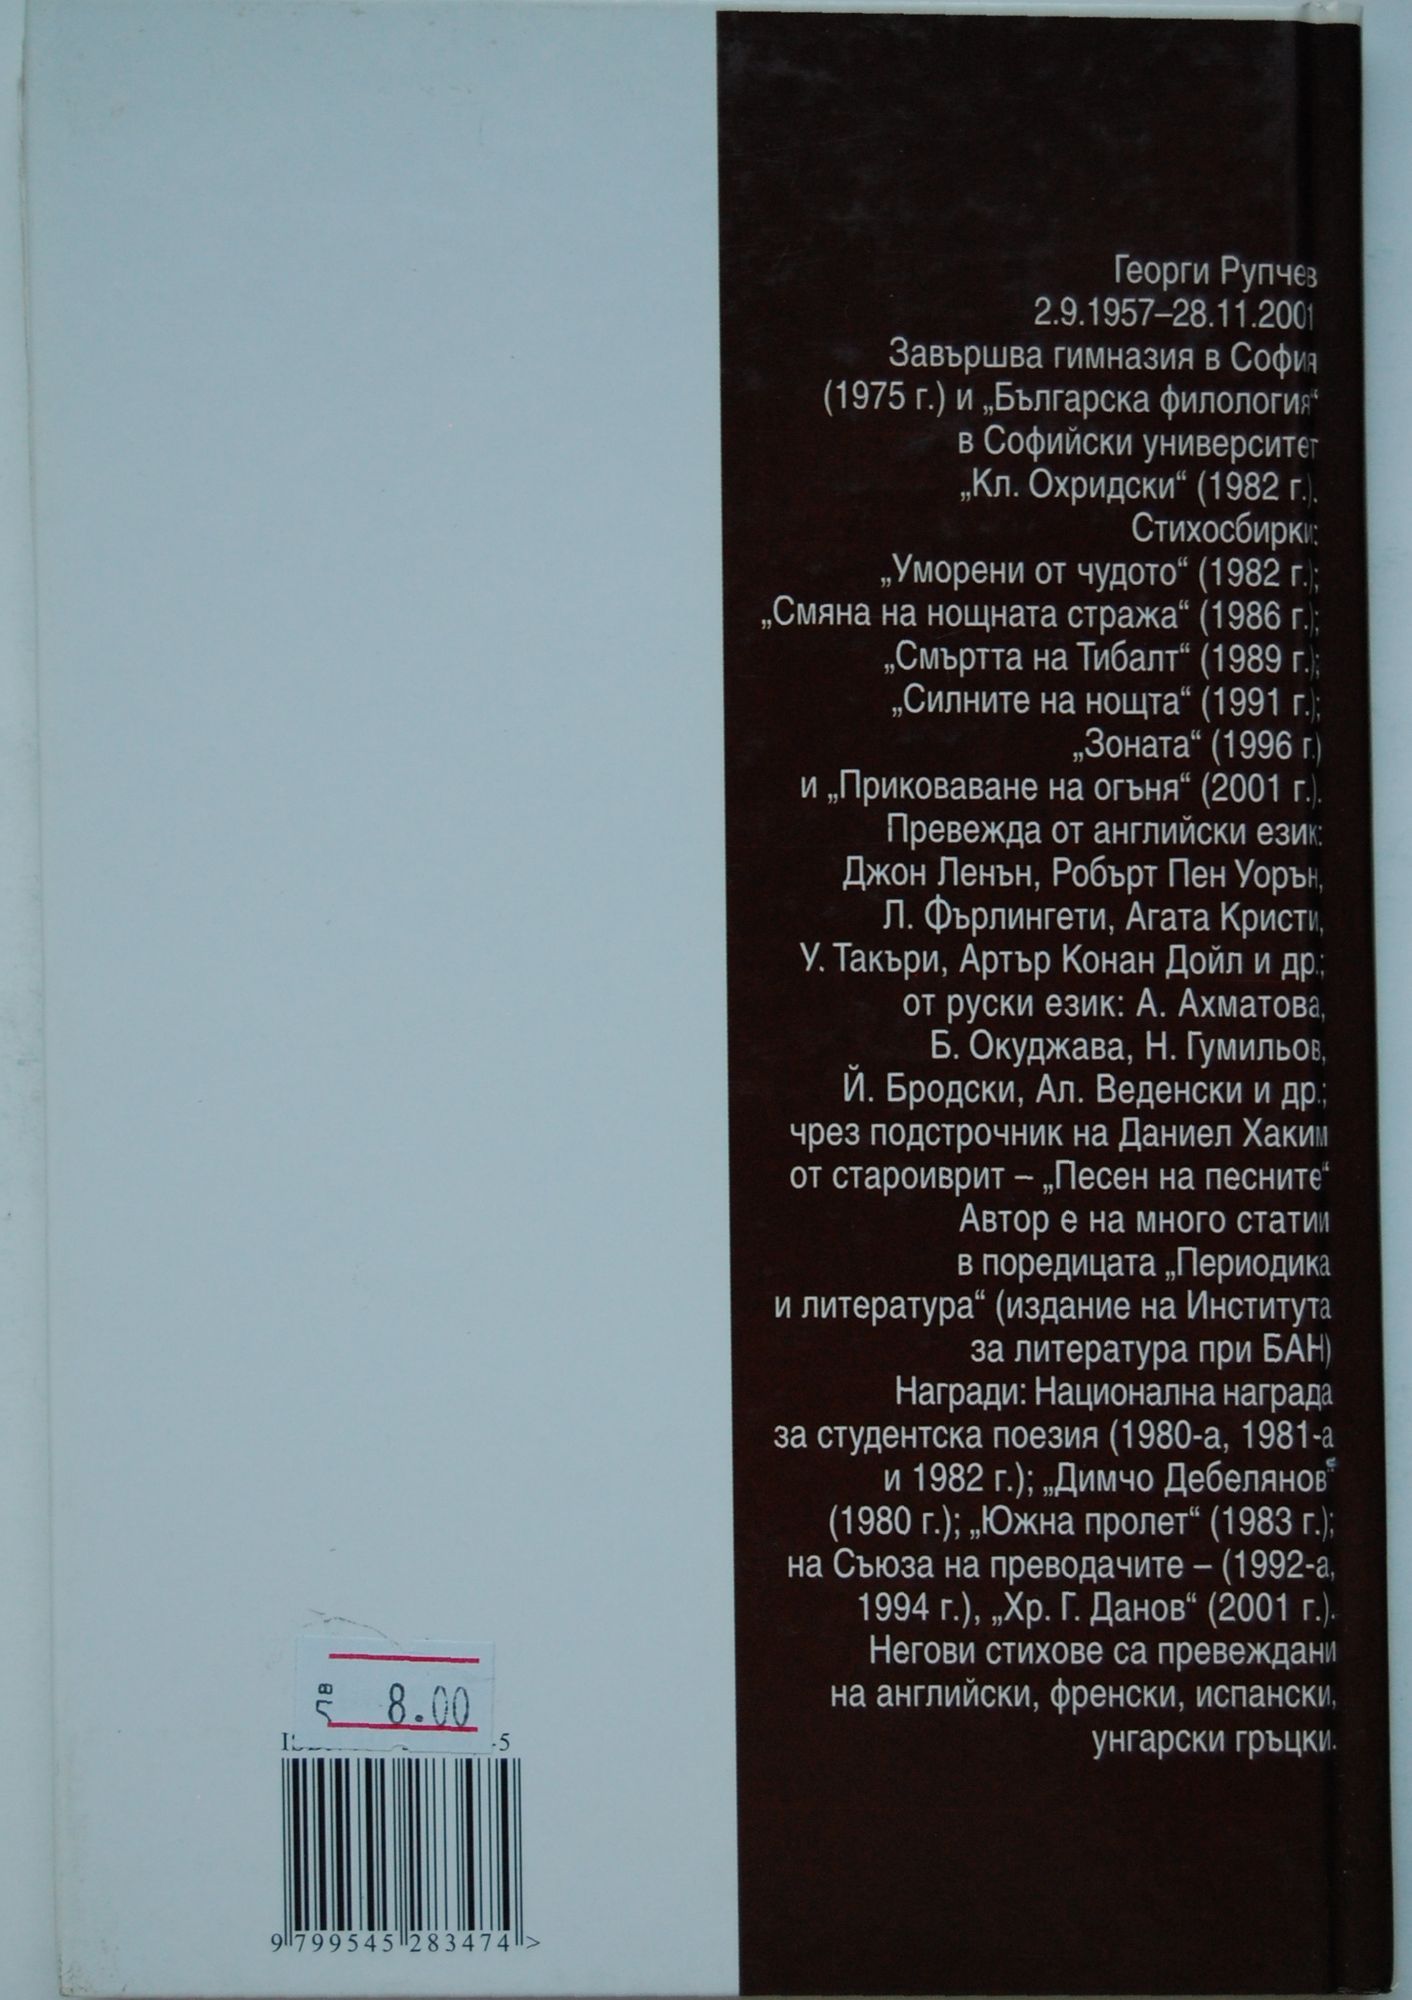 Георги Рупчев
2.9.1957–28.11.2001
Завършва гимназия в София
(1975 г.) и „Българска филология“
в Софийски университет
„Кл. Охридски“ (1982 г.).
Стихосбирки:
„Уморени от чудото“ (1982 г.);
„Смяна на нощната стража“ (1986 г.);
„Смъртта на Тибалт“ (1989 г.);
„Силните на нощта“ (1991 г.);
„Зоната“ (1996 г.)
и „Приковаване на огъня“ (2001 г.).
Превежда от английски език:
Джон Ленън, Робърт Пен Уорън,
Л. Фърлингети, Агата Кристи,
У. Такъри, Артър Конан Дойл и др.;
от руски език: А. Ахматова,
Б. Окуджава, Н. Гумильов,
Й. Бродски, Ал. Веденски и др.;
чрез подстрочник на Даниел Хаким
от староиврит – „Песен на песните“
Автор е на много статии
в поредицата „Периодика
и литература“ (издание на Института
за литература при БАН)
Награди: Национална награда
за студентска поезия (1980-а, 1981-а
и 1982 г.); „Димчо Дебелянов“
(1980 г.); „Южна пролет“ (1983 г.);
на Съюза на преводачите – (1992-а,
1994 г.), „Хр. Г. Данов“ (2001 г.).
Негови стихове са превеждани
на английски, френски, испански,
унгарски гръцки.
лв 8.00
-5
9 799545 283474 >